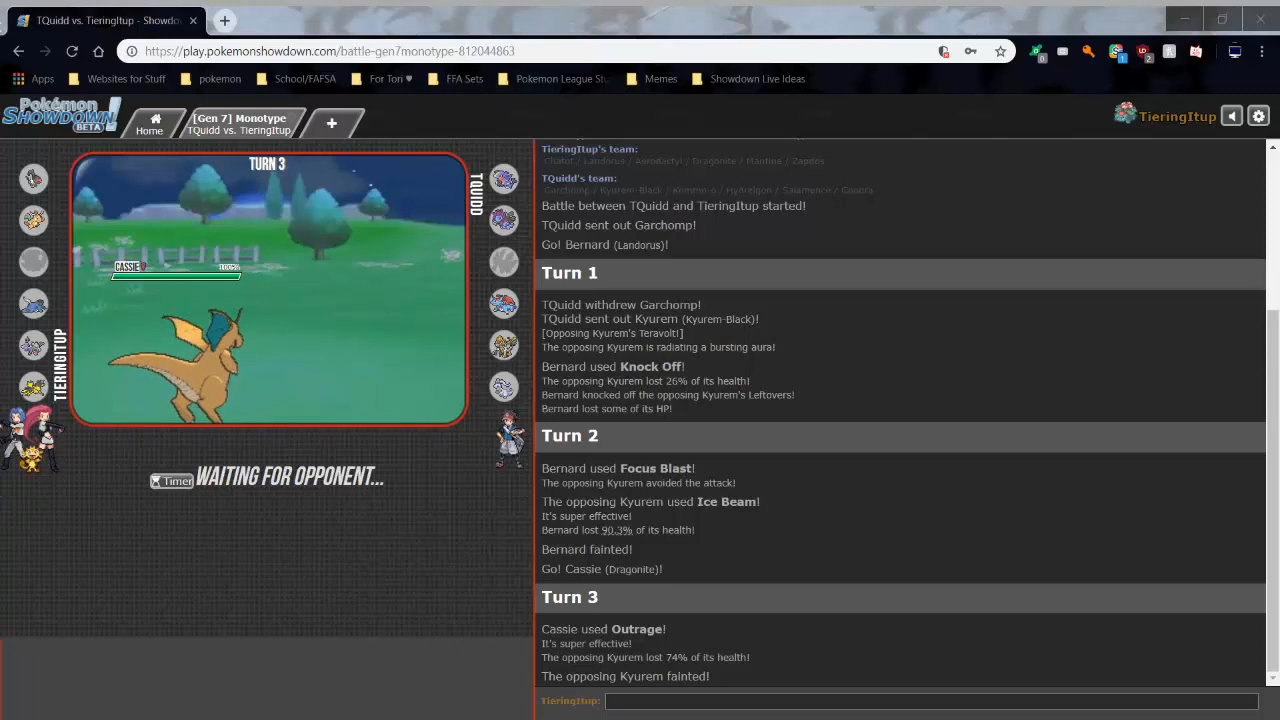 TQuidd vs. TieringItup - Showdo
https://play.pokemonshowdown.com/battle-gen7monotype-812044863
Apps Websites for Stuff pokemon School/FAFSA For Tori ♥ FFA Sets Pokemon League Stu Memes Showdown Live Ideas
Pokémon
SHOWDOWN!
BETA
Home
[Gen 7] Monotype
TQuidd vs. TieringItup
TieringItup
TURN 3
TQUIDD
CASSIE
100%
TIERINGITUP
Timer WAITING FOR OPPONENT...
TieringItup's team:
Chatot / Landorus / Aerodactyl / Dragonite / Mantine / Zapdos
TQuidd's team:
Garchomp / Kyurem-Black / Kommo-o / Hydreigon / Salamence / Goodra
Battle between TQuidd and TieringItup started!
TQuidd sent out Garchomp!
Go! Bernard (Landorus)!
Turn 1
TQuidd withdrew Garchomp!
TQuidd sent out Kyurem (Kyurem-Black)!
[Opposing Kyurem's Teravolt!]
The opposing Kyurem is radiating a bursting aura!
Bernard used Knock Off!
The opposing Kyurem lost 26% of its health!
Bernard knocked off the opposing Kyurem's Leftovers!
Bernard lost some of its HP!
Turn 2
Bernard used Focus Blast!
The opposing Kyurem avoided the attack!
The opposing Kyurem used Ice Beam!
It's super effective!
Bernard lost 90.3% of its health!
Bernard fainted!
Go! Cassie (Dragonite)!
Turn 3
Cassie used Outrage!
It's super effective!
The opposing Kyurem lost 74% of its health!
The opposing Kyurem fainted!
TieringItup: